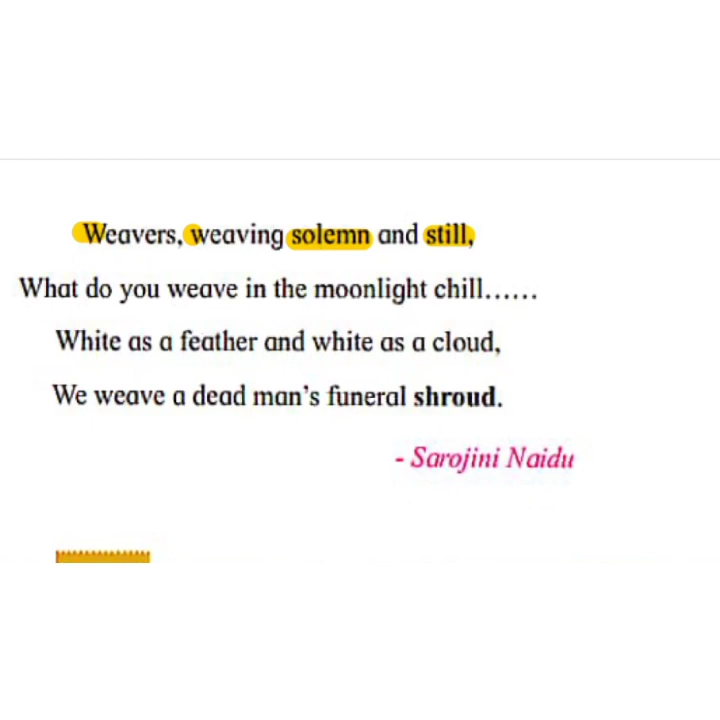 Weavers, weaving solemn and still,
What do you weave in the moonlight chill......
White as a feather and white as a cloud,
We weave a dead man's funeral shroud.
- Sarojini Naidu